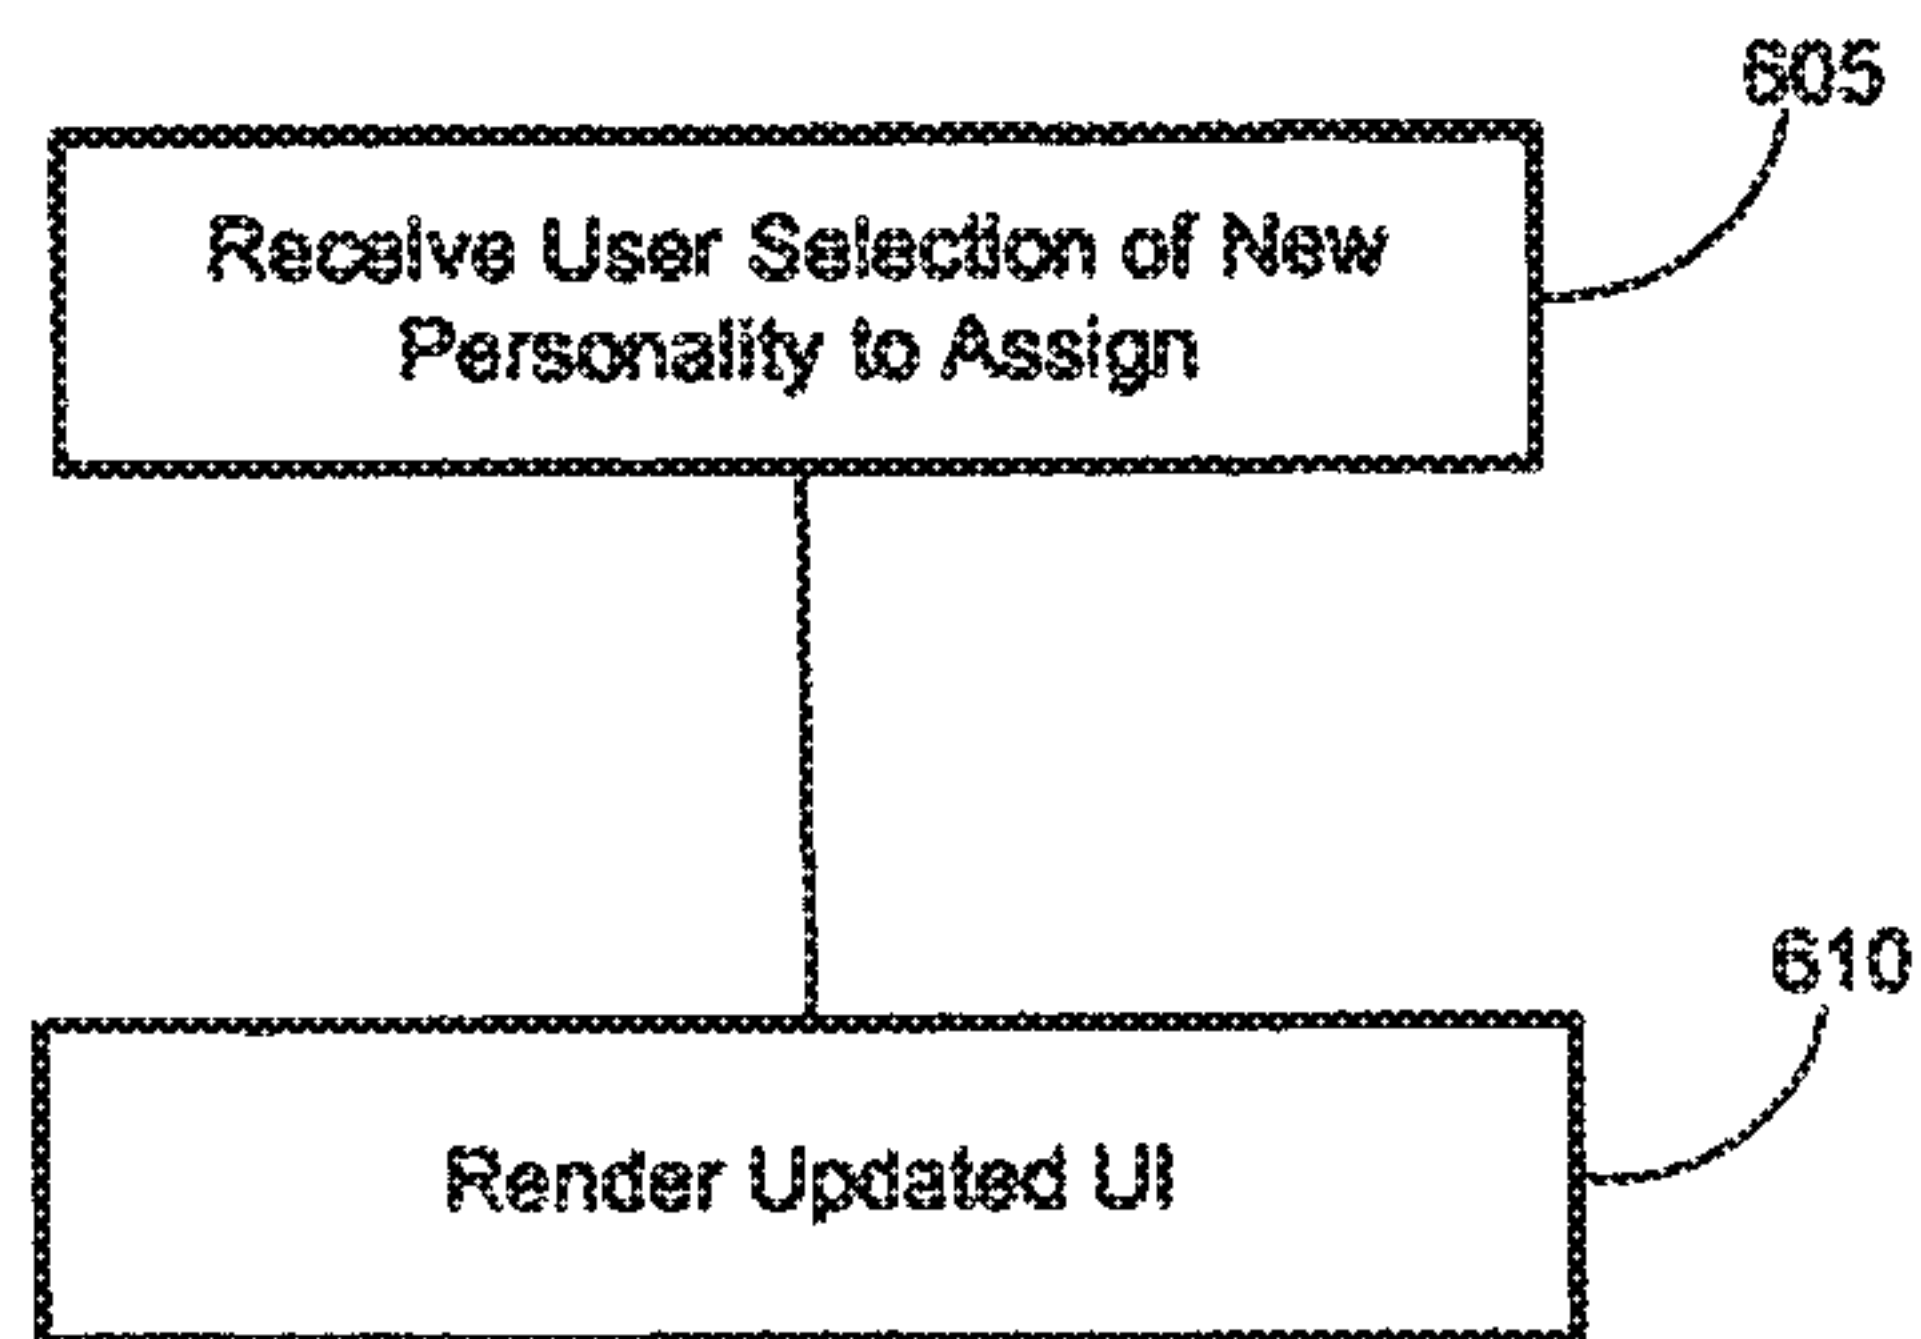 605
Receive User Selection of New
Personality to Assign
610
Render Updated UI